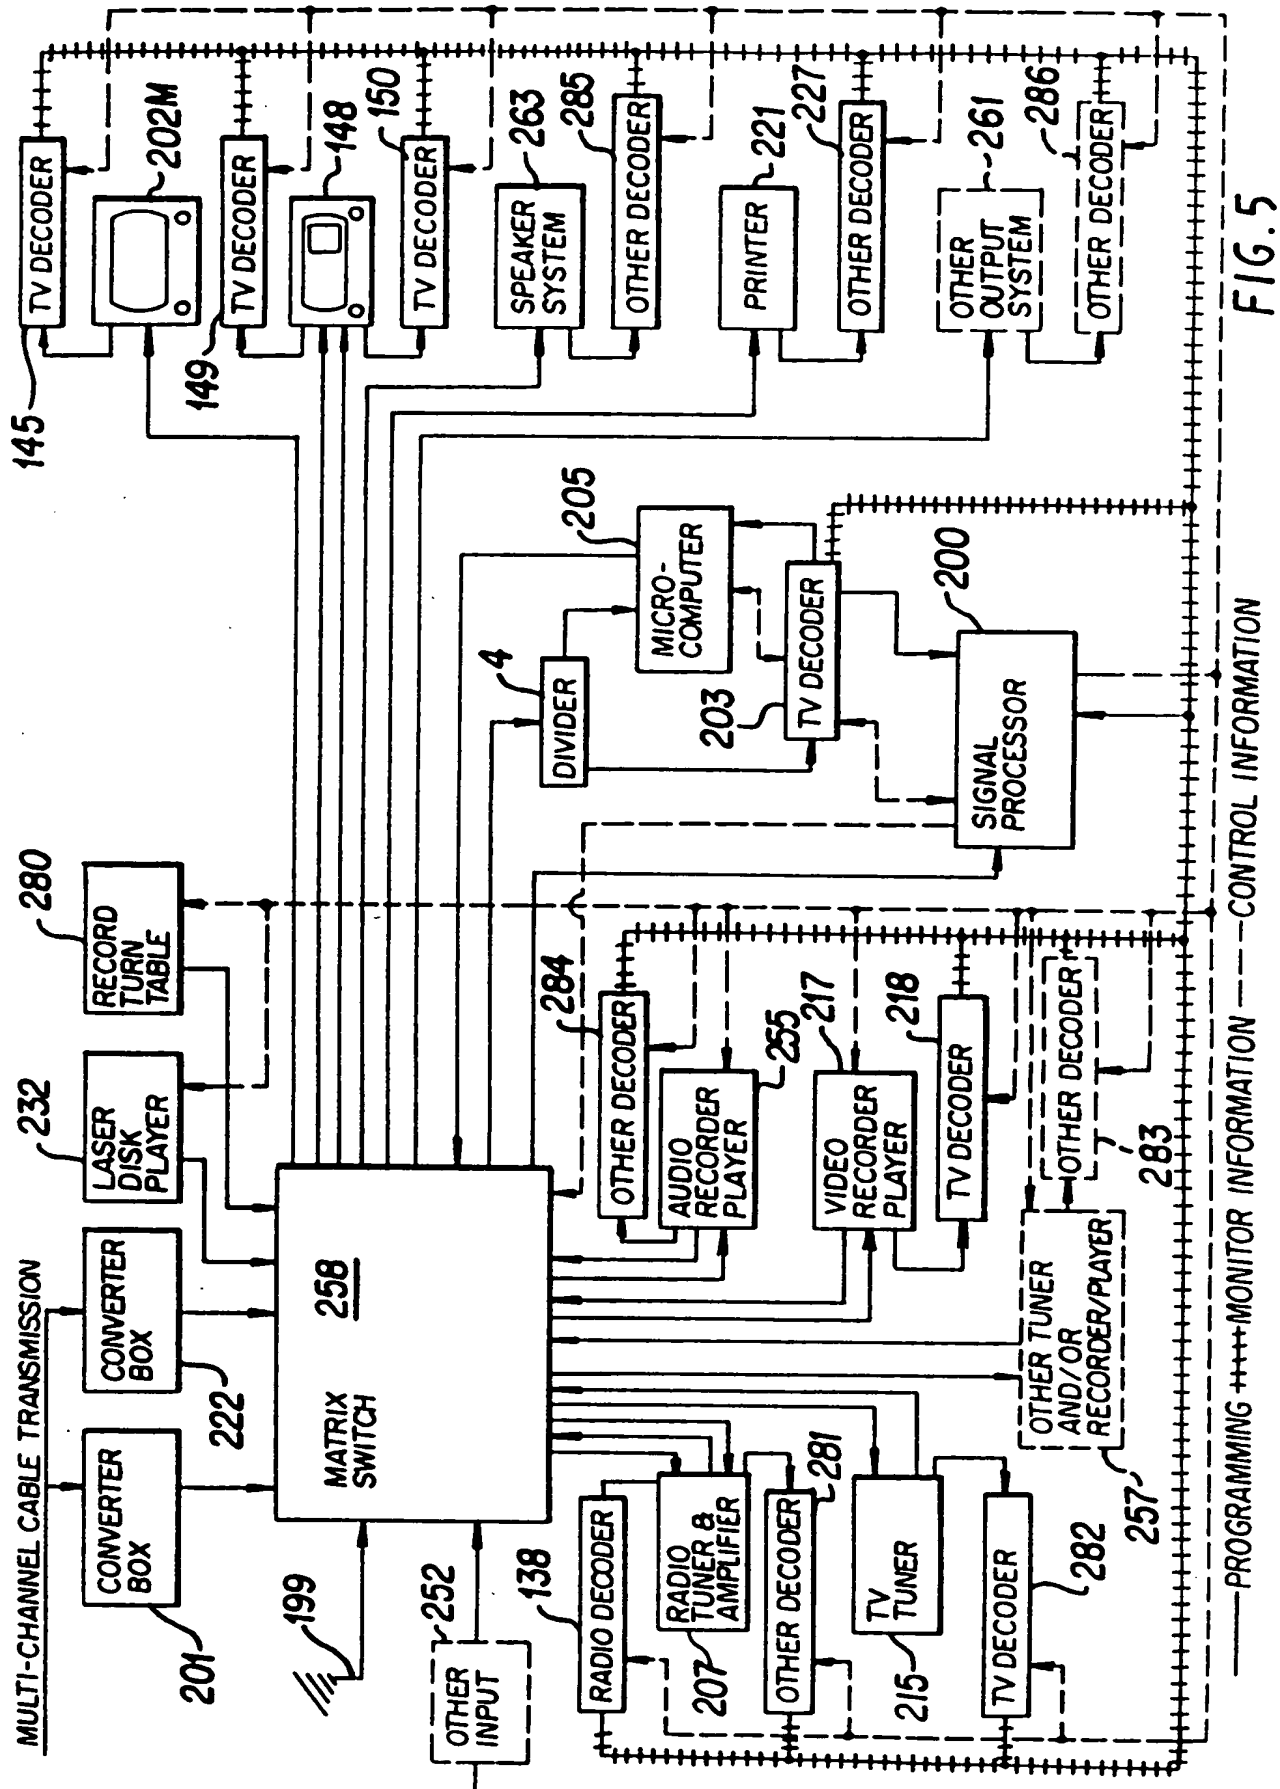 MULTI-CHANNEL CABLE TRANSMISSION
201
CONVERTER
BOX
222
CONVERTER
BOX
232
LASER
DISK
PLAYER
280
RECORD
TURN
TABLE
199
252
OTHER
INPUT
MATRIX
SWITCH
258
145
TV DECODER
202M
149
TV DECODER
148
150
TV DECODER
263
SPEAKER
SYSTEM
285
OTHER DECODER
221
PRINTER
227
OTHER DECODER
261
OTHER
OUTPUT
SYSTEM
286
OTHER DECODER
4
DIVIDER
205
MICRO-
COMPUTER
203
TV DECODER
200
SIGNAL
PROCESSOR
138
RADIO DECODER
207
RADIO
TUNER &
AMPLIFIER
281
OTHER DECODER
215
TV
TUNER
282
TV DECODER
284
OTHER DECODER
255
AUDIO
RECORDER
PLAYER
217
VIDEO
RECORDER
PLAYER
218
TV DECODER
257
OTHER TUNER
AND/OR
RECORDER/PLAYER
283
OTHER DECODER
PROGRAMMING MONITOR INFORMATION CONTROL INFORMATION
FIG. 5